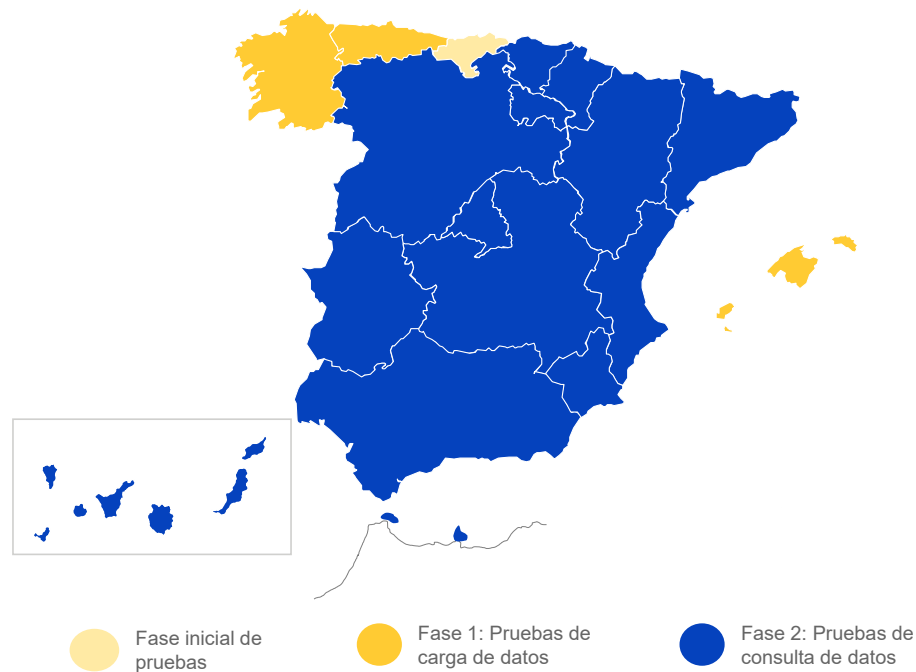 Fase inicial de
pruebas
Fase 1: Pruebas de
carga de datos
Fase 2: Pruebas de
consulta de datos